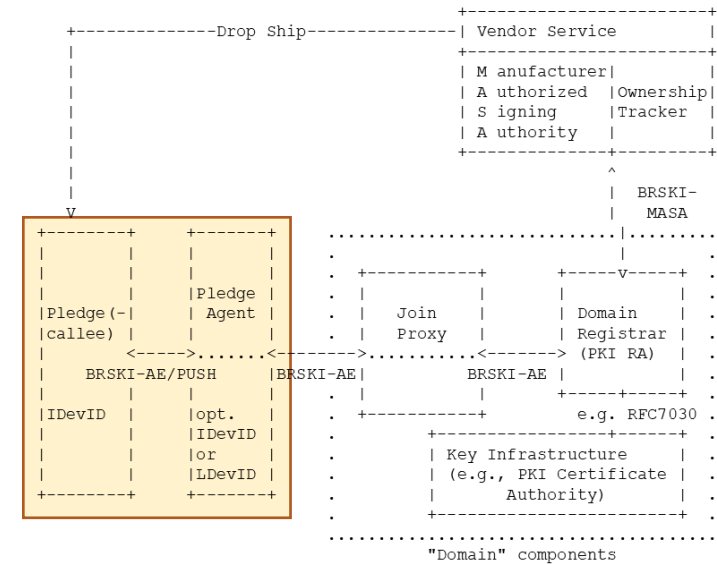 Drop Ship
Vendor Service
M anufacturer
A uthorized
S igning
A uthority
Ownership
Tracker
BRSKI-
MASA
Pledge(-
callee)
BRSKI-AE/PUSH
IDevID
Pledge
Agent
opt.
IDevID
or
LDevID
BRSKI-AE
Join
Proxy
BRSKI-AE
Domain
Registrar
(PKI RA)
e.g. RFC7030
Key Infrastructure
(e.g., PKI Certificate
Authority)
"Domain" components